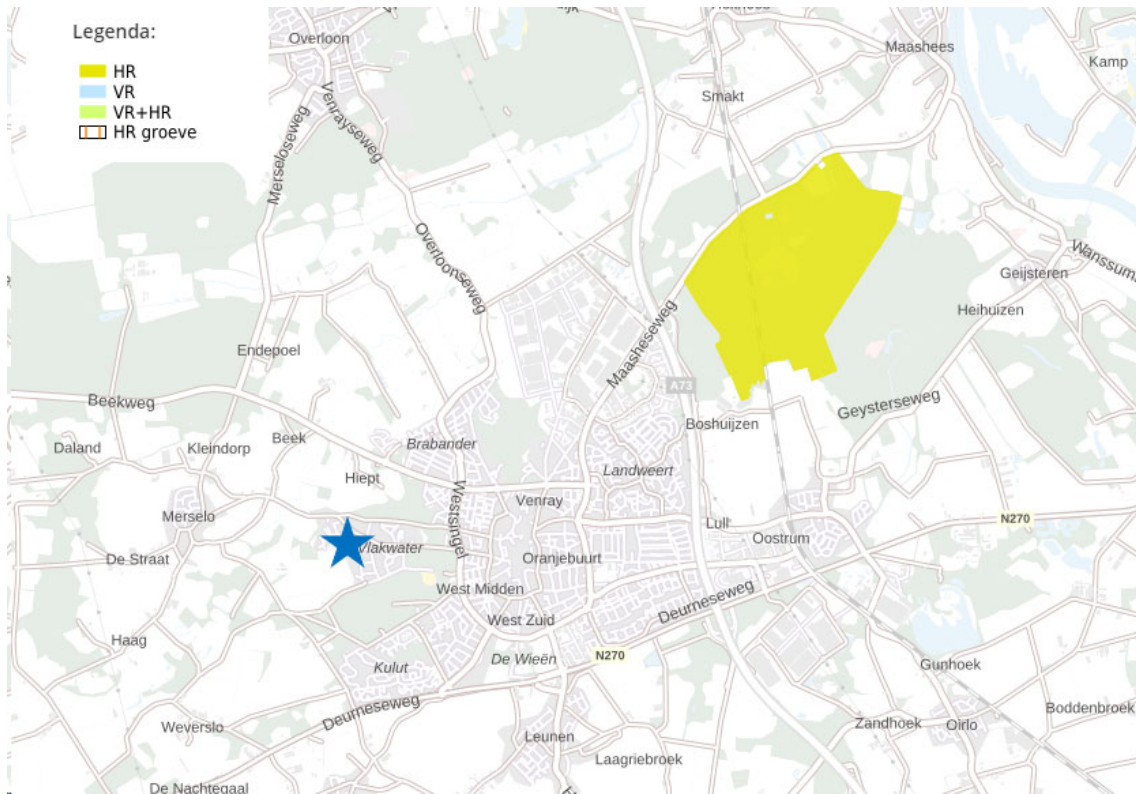 Legenda:
HR
VR
VR+HR
HR groeve
Overloon
Venrayseweg
Merseloseweg
Overloonseweg
Smakt
Maashees
Kamp
Wanssum
Geijsteren
Heihuizen
Endepoel
Maasheseweg
A73
Beekweg
Geysterseweg
Boshuijzen
Daland
Kleindorp
Beek
Brabander
Landweert
Hiept
Westsingel
Venray
Merselo
Lull
N270
De Straat
Vlakwater
Oranjebuurt
Oostrum
West Midden
Deurneseweg
West Zuid
Haag
Kulut
De Wieën
N270
Gunhoek
Deurneseweg
Weverslo
Leunen
Zandhoek
Oirlo
Boddenbroek
Laagriebroek
De Nachtegaal